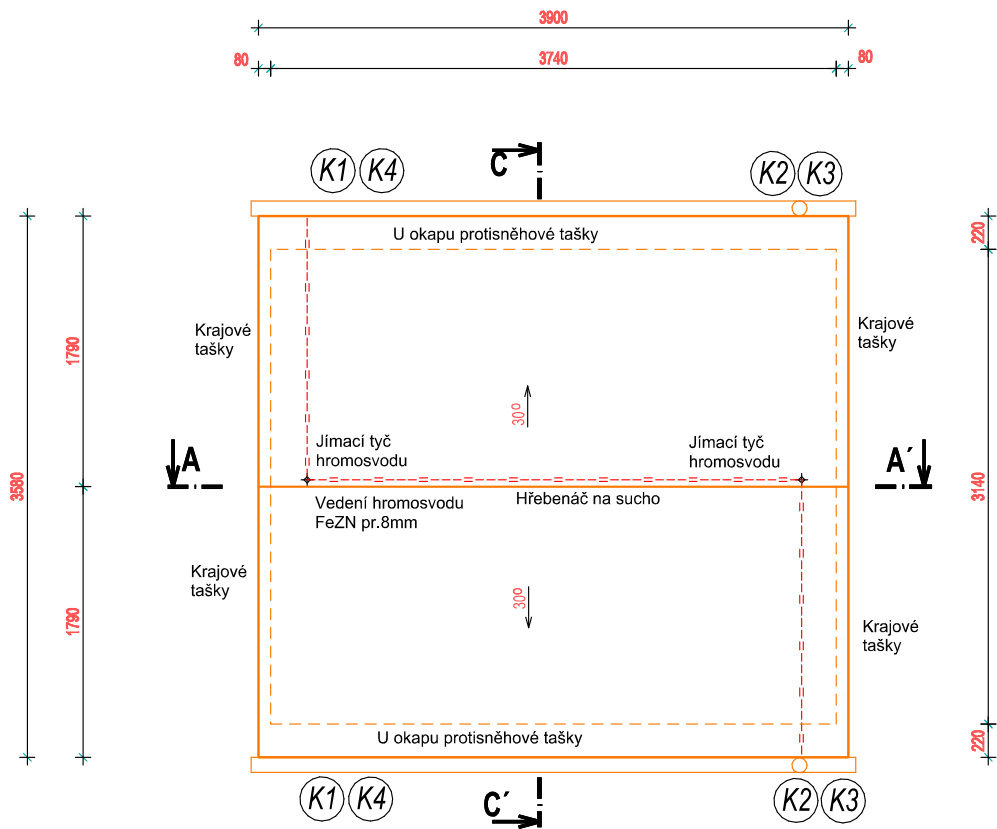 3900
80 3740 80
C
K1 K4
K2 K3
U okapu protisněhové tašky
220
Krajové
tašky
Krajové
tašky
1790
30º
Jímací tyč
hromosvodu
Jímací tyč
hromosvodu
A
A´
3580
3140
Vedení hromosvodu
FeZN pr.8mm
Hřebenáč na sucho
Krajové
tašky
30º
1790
Krajové
tašky
U okapu protisněhové tašky
220
K1 K4
C´
K2 K3